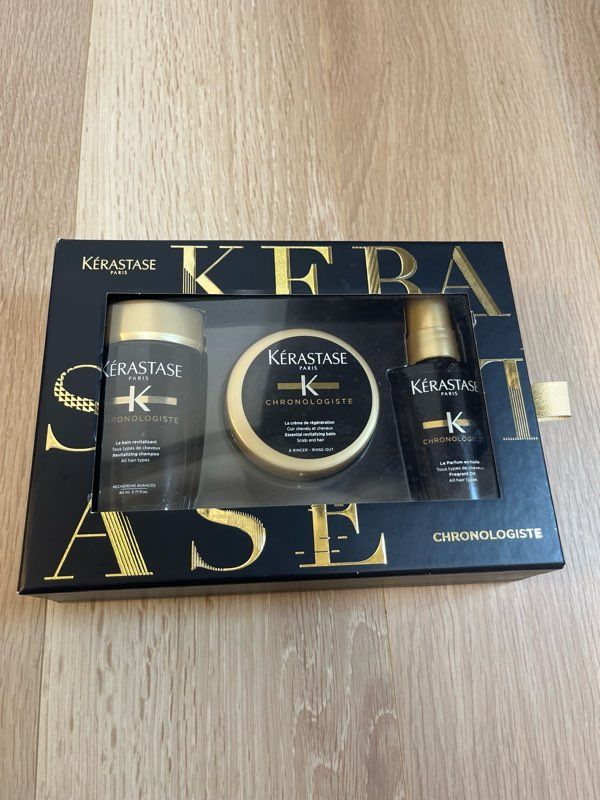 KÉRASTASE
PARIS
KÉRA
S
T
ASE
CHRONOLOGISTE
KÉRASTASE
PARIS
K
CHRONOLOGISTE
Le bain revitalisant
Tous types de cheveux
Revitalizing shampoo
All hair types
RECHERCHE AVANCÉE
80 ml 2.71 fl.oz.
KÉRASTASE
PARIS
K
CHRONOLOGISTE
La crème de régénération
Cuir chevelu et cheveux
Essential revitalizing balm
Scalp and hair
À RINCER - RINSE-OUT
KÉRASTASE
PARIS
K
CHRONOLOGISTE
Le Parfum en huile
Tous types de cheveux
Fragrant Oil
All hair types